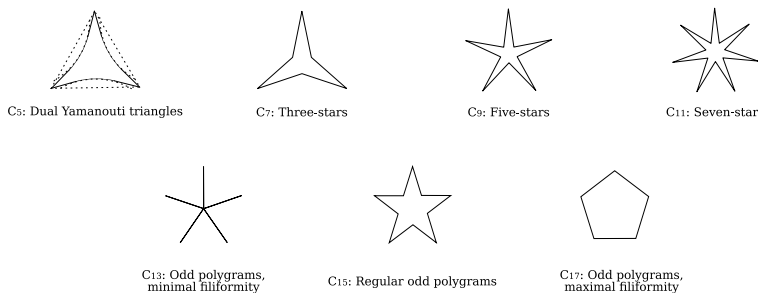 C5: Dual Yamanouti triangles
C7: Three-stars
C9: Five-stars
C11: Seven-star
C13: Odd polygrams,
minimal filiformity
C15: Regular odd polygrams
C17: Odd polygrams,
maximal filiformity